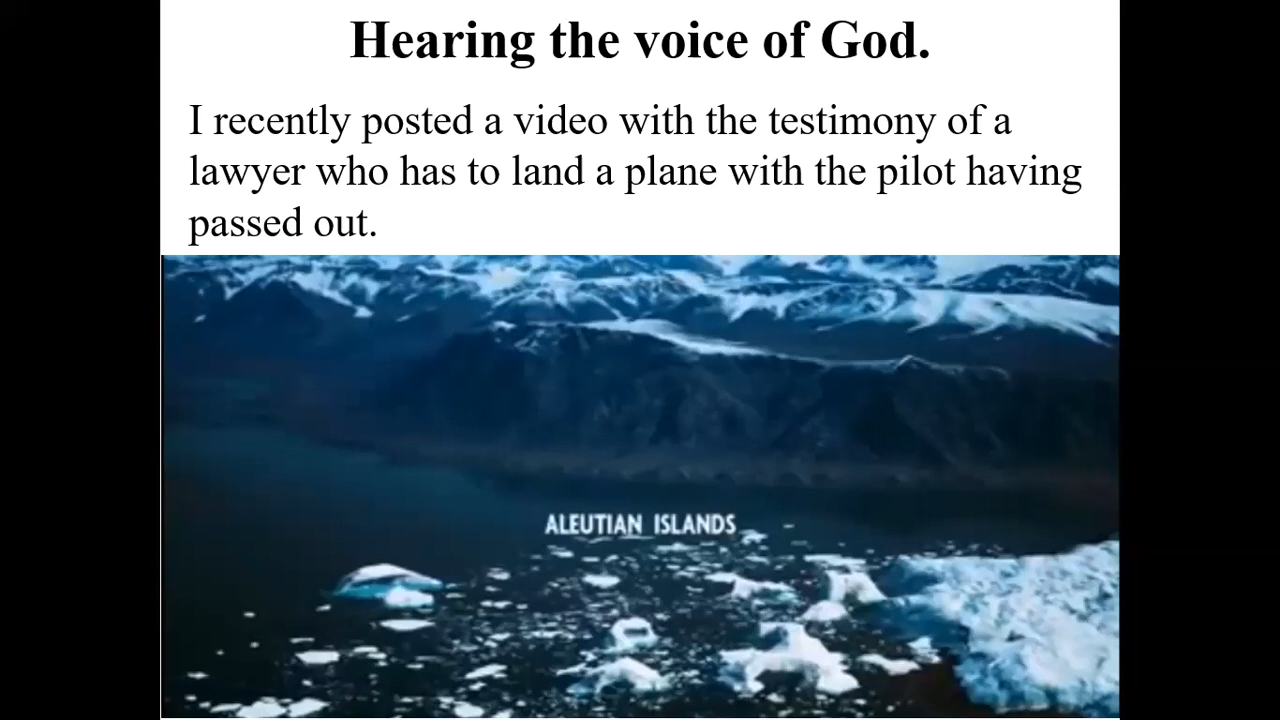 Hearing the voice of God.
I recently posted a video with the testimony of a
lawyer who has to land a plane with the pilot having
passed out.
ALEUTIAN ISLANDS